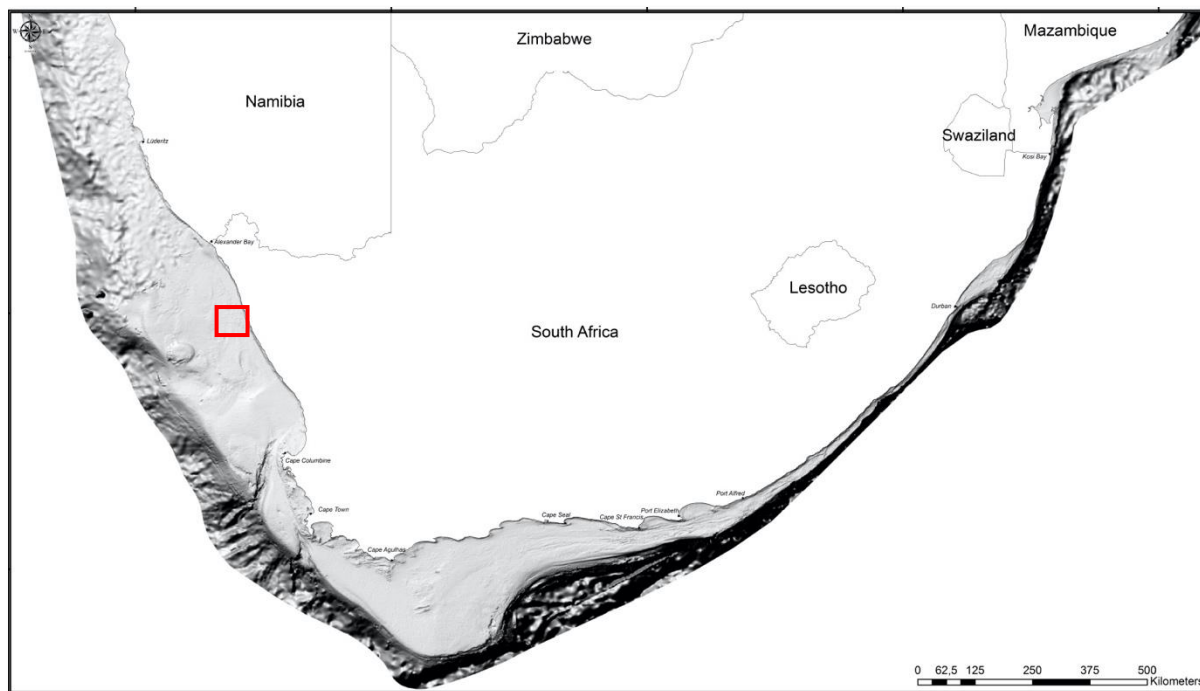 Zimbabwe
Mazambique
Namibia
Swaziland
Lüderitz
Kosi Bay
Alexander Bay
Lesotho
Durban
South Africa
Cape Columbine
Port Alfred
Cape Town
Cape Seal
Cape St Francis
Port Elizabeth
Cape Agulhas
0 62,5 125 250 375 500
Kilometers